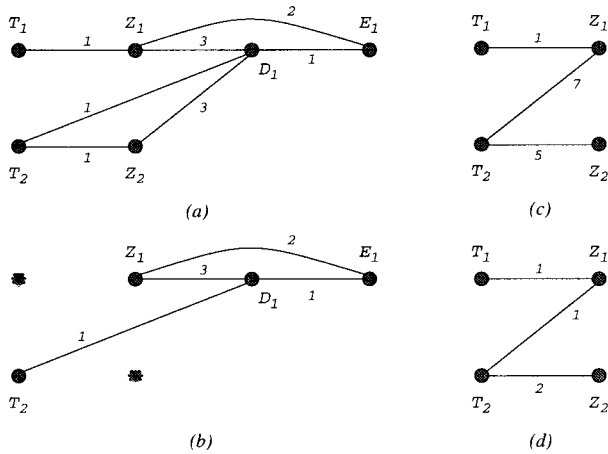 T1 Z1 2 E1
1 3 1
D1
1 3
1
T2 Z2
(a)
T1 Z1
1
7
5
T2 Z2
(c)
Z1 2 E1
3 1
D1
1
T2
(b)
T1 Z1
1
1
2
T2 Z2
(d)